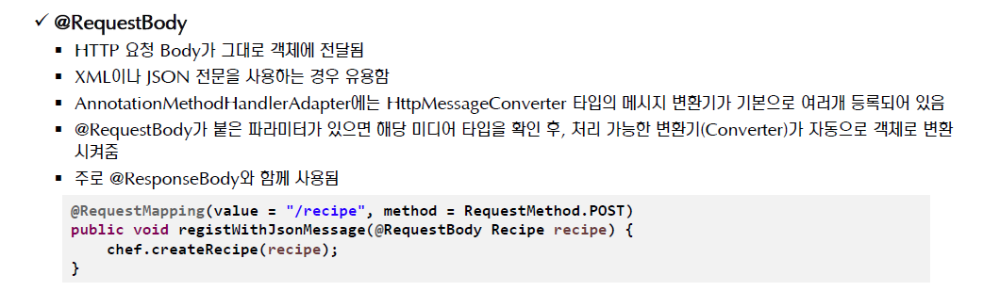 ✓ @RequestBody
▪ HTTP 요청 Body가 그대로 객체에 전달됨
▪ XML이나 JSON 전문을 사용하는 경우 유용함
▪ AnnotationMethodHandlerAdapter에는 HttpMessageConverter 타입의 메시지 변환기가 기본으로 여러개 등록되어 있음
▪ @RequestBody가 붙은 파라미터가 있으면 해당 미디어 타입을 확인 후, 처리 가능한 변환기(Converter)가 자동으로 객체로 변환
시켜줌
▪ 주로 @ResponseBody와 함께 사용됨
@RequestMapping(value = "/recipe", method = RequestMethod.POST)
public void registWithJsonMessage(@RequestBody Recipe recipe) {
    chef.createRecipe(recipe);
}